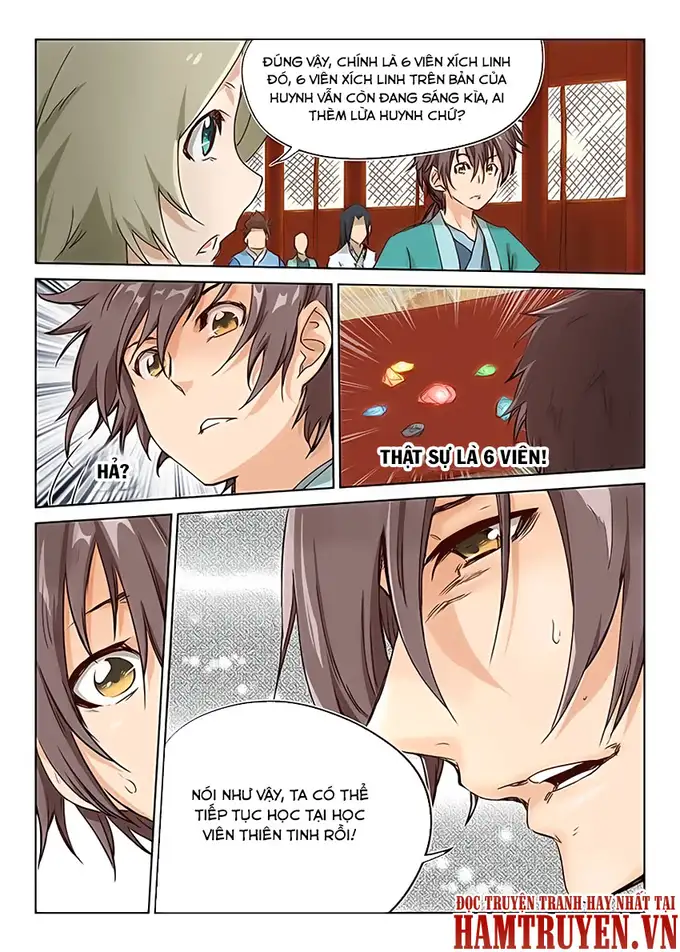 ĐÚNG VẬY, CHÍNH LÀ 6 VIÊN XÍCH LINH
ĐÓ, 6 VIÊN XÍCH LINH TRÊN BẢN CỦA
HUYNH VẪN CÒN ĐANG SÁNG KÌA, AI
THÈM LỪA HUYNH CHỨ?
HẢ?
THẬT SỰ LÀ 6 VIÊN!
NÓI NHƯ VẬY, TA CÓ THỂ
TIẾP TỤC HỌC TẠI HỌC
VIÊN THIÊN TINH RỒI!
ĐỌC TRUYỆN TRANH HAY NHẤT TẠI
HAMTRUYEN.VN